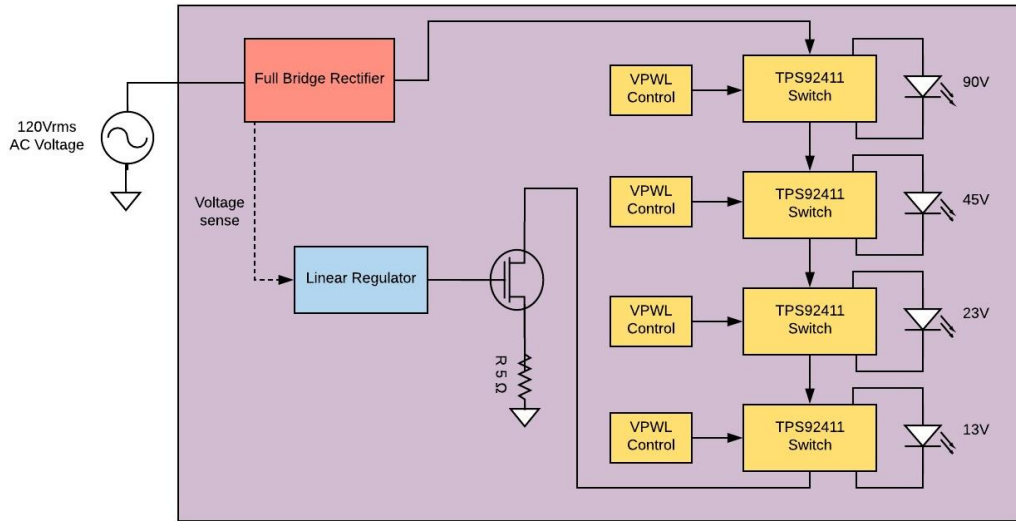 Full Bridge Rectifier
120Vrms
AC Voltage
Voltage
sense
Linear Regulator
R 5 Ω
VPWL
Control
TPS92411
Switch
90V
VPWL
Control
TPS92411
Switch
45V
VPWL
Control
TPS92411
Switch
23V
VPWL
Control
TPS92411
Switch
13V